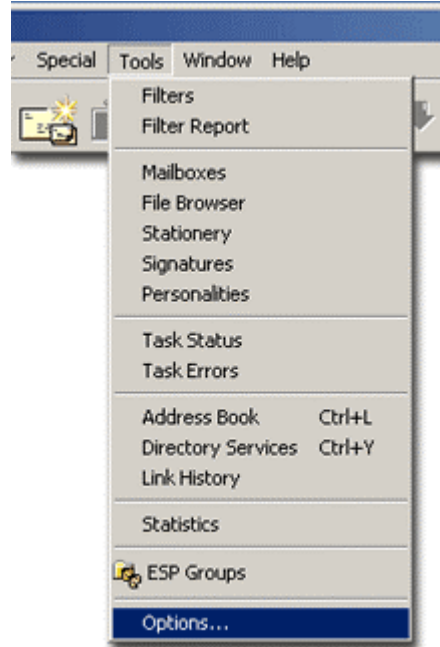 Special Tools Window Help
Filters
Filter Report
Mailboxes
File Browser
Stationery
Signatures
Personalities
Task Status
Task Errors
Address Book Ctrl+L
Directory Services Ctrl+Y
Link History
Statistics
ESP Groups
Options...